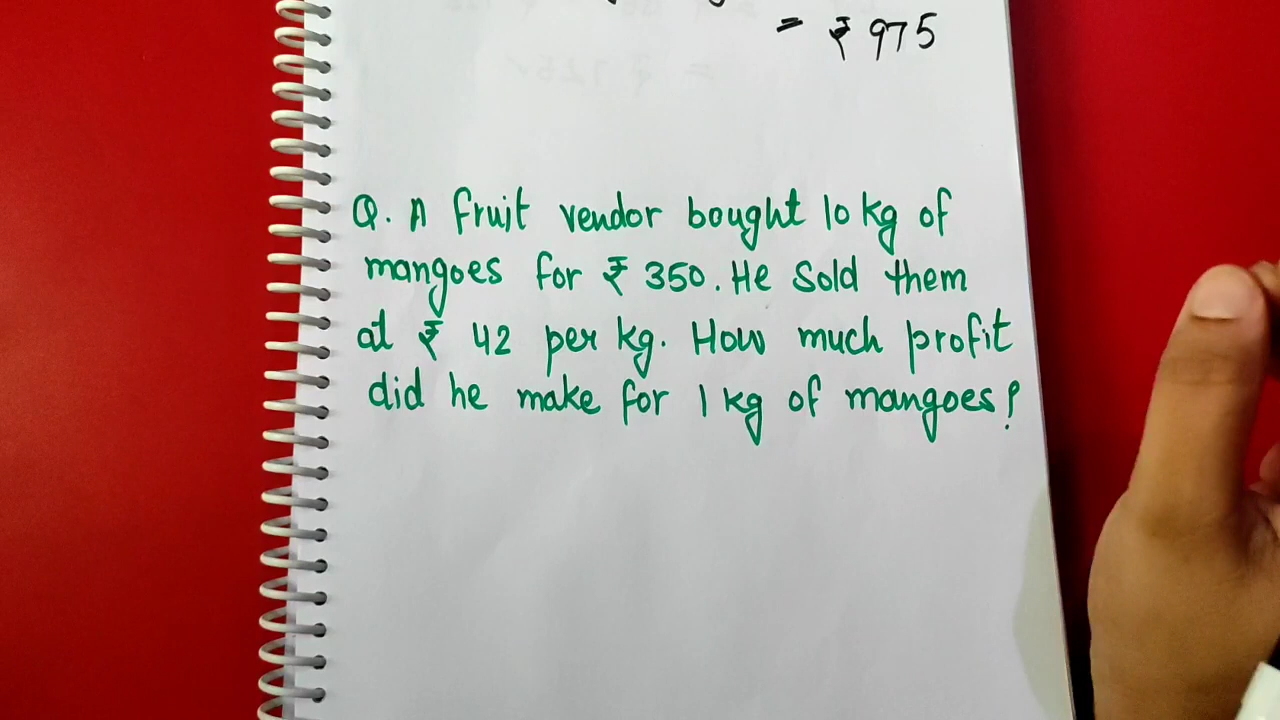 = ₹ 975
Q. A fruit vendor bought 10 kg of
mangoes for ₹ 350. He sold them
at ₹ 42 per kg. How much profit
did he make for 1 kg of mangoes?